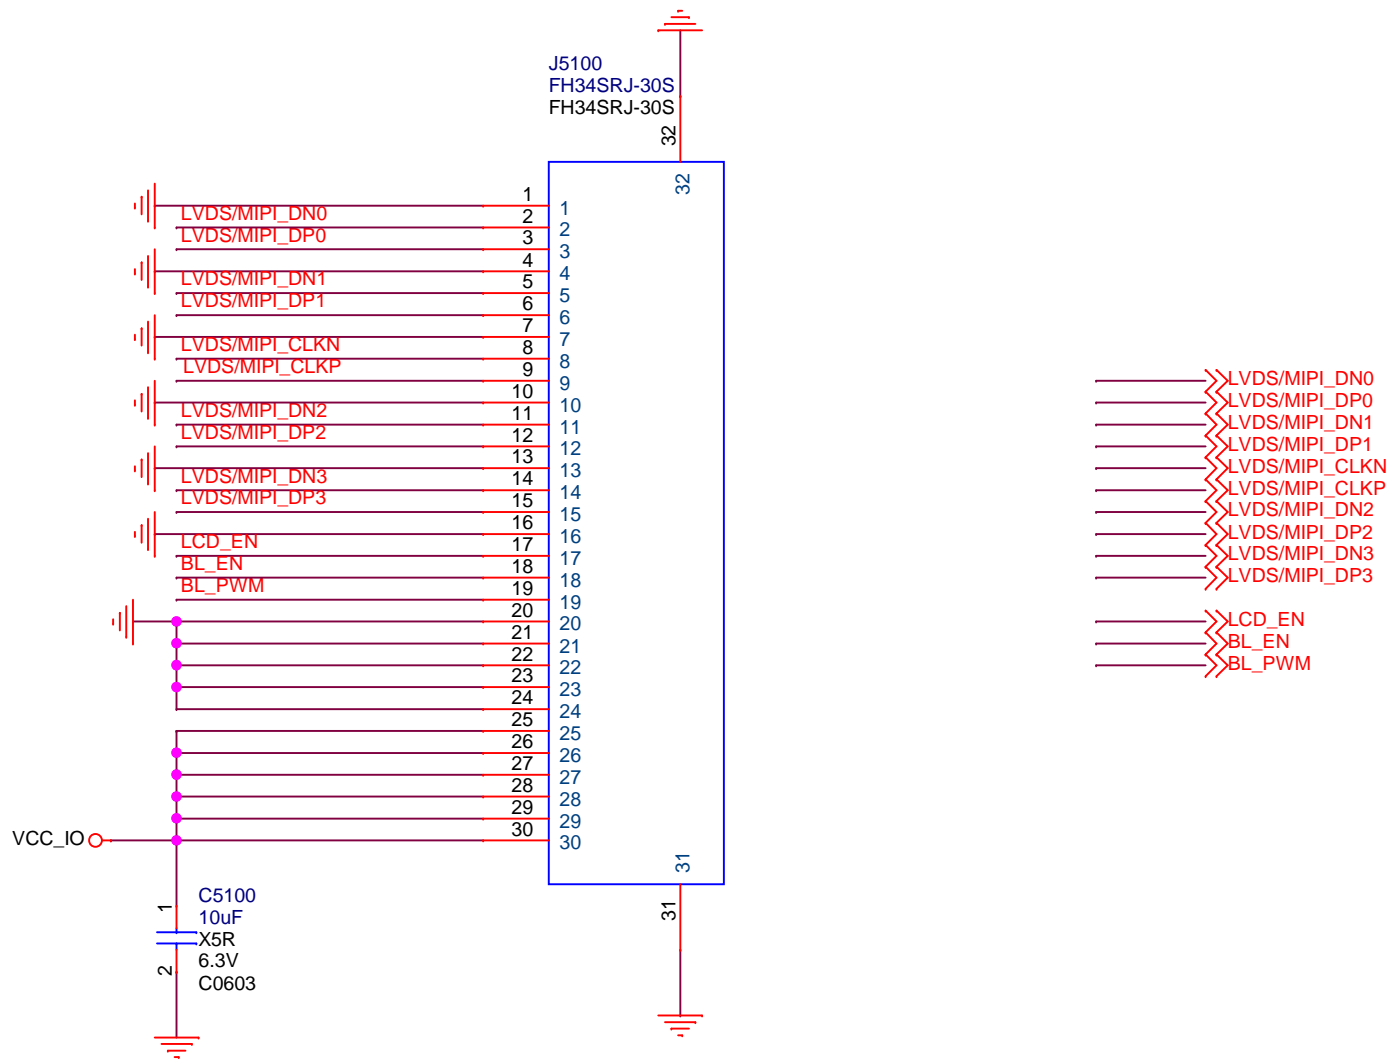 J5100
FH34SRJ-30S
FH34SRJ-30S
32
32
1 1
LVDS/MIPI_DN0 2 2
LVDS/MIPI_DP0 3 3
4 4
LVDS/MIPI_DN1 5 5
LVDS/MIPI_DP1 6 6
7 7
LVDS/MIPI_CLKN 8 8
LVDS/MIPI_CLKP 9 9
10 10
LVDS/MIPI_DN2 11 11
LVDS/MIPI_DP2 12 12
13 13
LVDS/MIPI_DN3 14 14
LVDS/MIPI_DP3 15 15
16 16
LCD_EN 17 17
BL_EN 18 18
BL_PWM 19 19
20 20
21 21
22 22
23 23
24 24
25 25
26 26
27 27
28 28
29 29
VCC_IO 30 30
31
31
C5100
10uF
X5R
6.3V
C0603
1
2
LVDS/MIPI_DN0
LVDS/MIPI_DP0
LVDS/MIPI_DN1
LVDS/MIPI_DP1
LVDS/MIPI_CLKN
LVDS/MIPI_CLKP
LVDS/MIPI_DN2
LVDS/MIPI_DP2
LVDS/MIPI_DN3
LVDS/MIPI_DP3
LCD_EN
BL_EN
BL_PWM